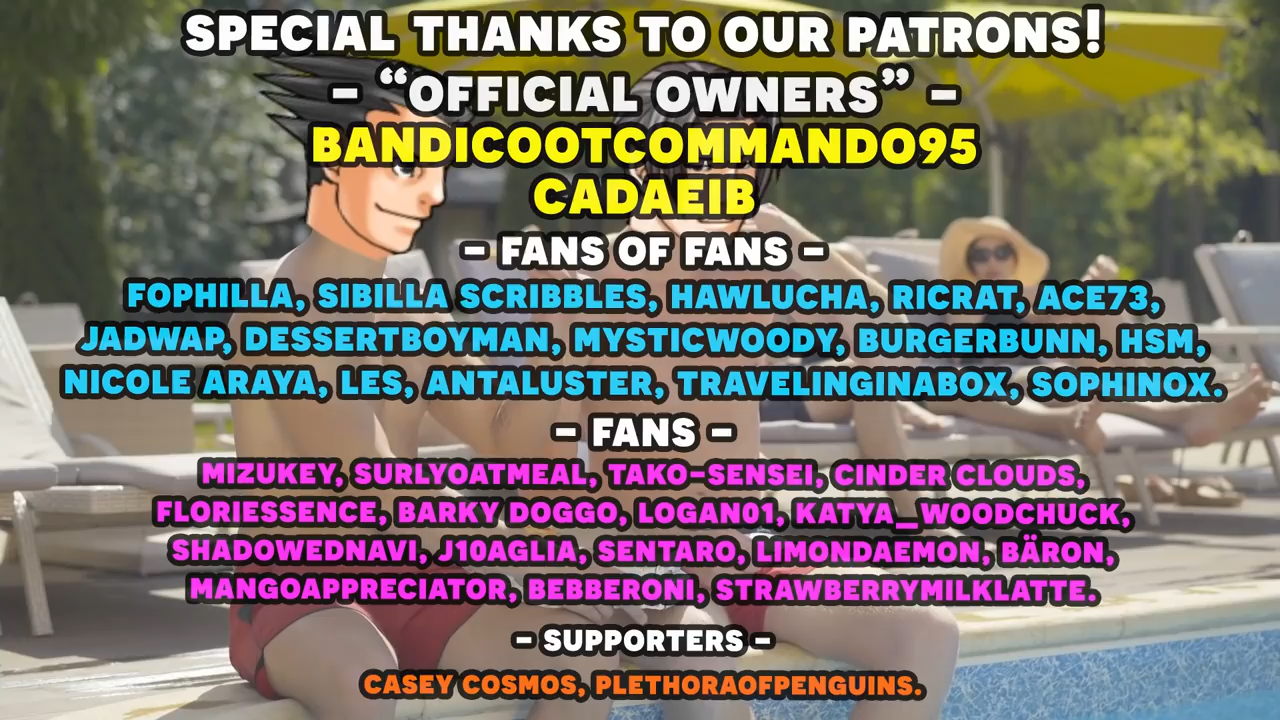 SPECIAL THANKS TO OUR PATRONS!
- “OFFICIAL OWNERS” -
BANDICOOTCOMMANDO95
CADAEIB
- FANS OF FANS -
FOPHILLA, SIBILLA SCRIBBLES, HAWLUCHA, RICRAT, ACE73,
JADWAP, DESSERTBOYMAN, MYSTICWOODY, BURGERBUNN, HSM,
NICOLE ARAYA, LES, ANTALUSTER, TRAVELINGINABOX, SOPHINOX.
- FANS -
MIZUKEY, SURLYOATMEAL, TAKO-SENSEI, CINDER CLOUDS,
FLORIESSENCE, BARKY DOGGO, LOGAN01, KATYA_WOODCHUCK,
SHADOWEDNAVI, J10AGLIA, SENTARO, LIMONDAEMON, BÄRON,
MANGOAPPRECIATOR, BEBBERONI, STRAWBERRYMILKLATTE.
- SUPPORTERS -
CASEY COSMOS, PLETHORAOFPENGUINS.